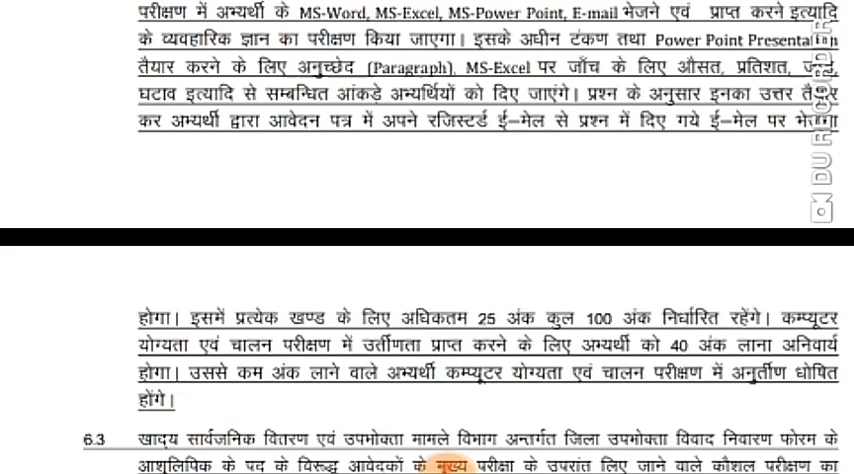 परीक्षण में अभ्यर्थी के MS-Word, MS-Excel, MS-Power Point, E-mail भेजने एवं प्राप्त करने इत्यादि
के व्यवहारिक ज्ञान का परीक्षण किया जाएगा। इसके अधीन टंकण तथा Power Point Presentation
तैयार करने के लिए अनुच्छेद (Paragraph), MS-Excel पर जाँच के लिए औसत, प्रतिशत,
घटाव इत्यादि से सम्बन्धित आंकड़े अभ्यर्थियों को दिए जाएंगे। प्रश्न के अनुसार इनका उत्तर तैयार
कर अभ्यर्थी द्वारा आवेदन पत्र में अपने रजिस्टर्ड ई–मेल से प्रश्न में दिए गये ई–मेल पर भेजना
DU RECORDER
होगा। इसमें प्रत्येक खण्ड के लिए अधिकतम 25 अंक कुल 100 अंक निर्धारित रहेंगे। कम्प्यूटर
योग्यता एवं चालन परीक्षण में उर्तीणता प्राप्त करने के लिए अभ्यर्थी को 40 अंक लाना अनिवार्य
होगा। उससे कम अंक लाने वाले अभ्यर्थी कम्प्यूटर योग्यता एवं चालन परीक्षण में अनुर्तीण धोषित
होंगे।
6.3 खाद्य सार्वजनिक वितरण एवं उपभोक्ता मामले विभाग अन्तर्गत जिला उपभोक्ता विवाद निवारण फोरम के
आशुलिपिक के पद के विरूद्ध आवेदकों के मुख्य परीक्षा के उपरांत लिए जाने वाले कौशल परीक्षण का